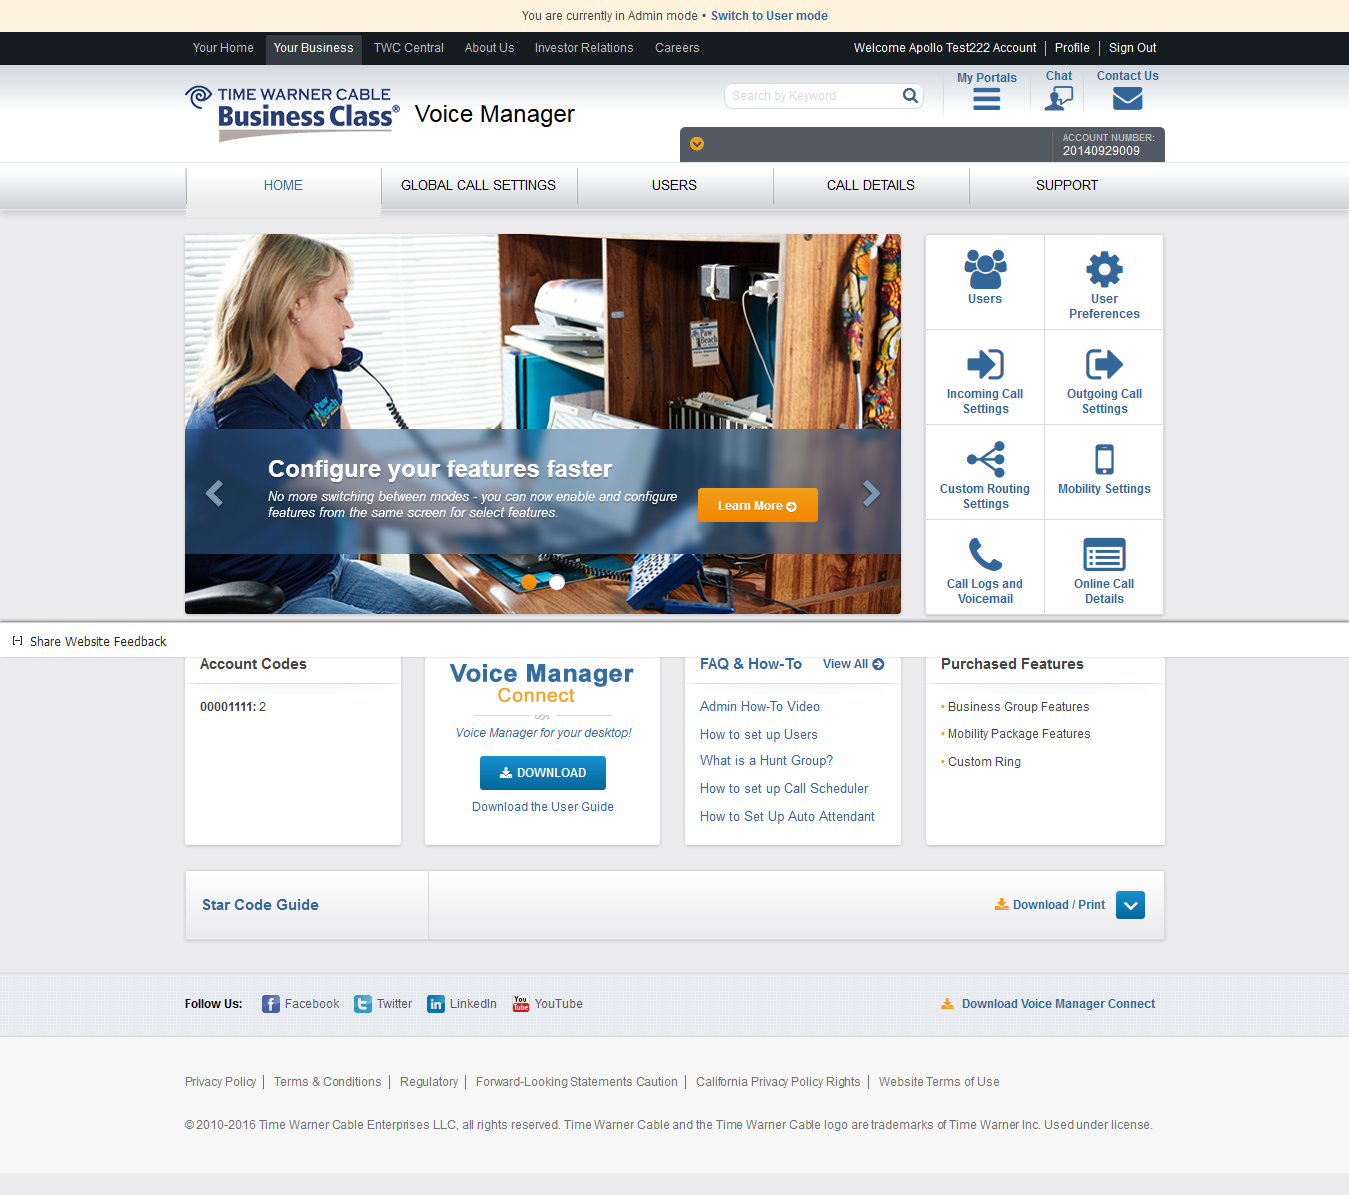 You are currently in Admin mode • Switch to User mode
Your Home Your Business TWC Central About Us Investor Relations Careers Welcome Apollo Test222 Account Profile Sign Out
TIME WARNER CABLE
Business Class® Voice Manager
Search by Keyword
My Portals Chat Contact Us
ACCOUNT NUMBER:
20140929009
HOME GLOBAL CALL SETTINGS USERS CALL DETAILS SUPPORT
Paw
Beach
Paw
Beach
Configure your features faster
No more switching between modes - you can now enable and configure
features from the same screen for select features.
Learn More
Users
User
Preferences
Incoming Call
Settings
Outgoing Call
Settings
Custom Routing
Settings
Mobility Settings
Call Logs and
Voicemail
Online Call
Details
[-] Share Website Feedback
Account Codes
00001111: 2
Voice Manager
Connect
Voice Manager for your desktop!
DOWNLOAD
Download the User Guide
FAQ & How-To View All
Admin How-To Video
How to set up Users
What is a Hunt Group?
How to set up Call Scheduler
How to Set Up Auto Attendant
Purchased Features
• Business Group Features
• Mobility Package Features
• Custom Ring
Star Code Guide
Download / Print
Follow Us: Facebook Twitter LinkedIn You Tube YouTube
Download Voice Manager Connect
Privacy Policy Terms & Conditions Regulatory Forward-Looking Statements Caution California Privacy Policy Rights Website Terms of Use
© 2010-2016 Time Warner Cable Enterprises LLC, all rights reserved. Time Warner Cable and the Time Warner Cable logo are trademarks of Time Warner Inc. Used under license.